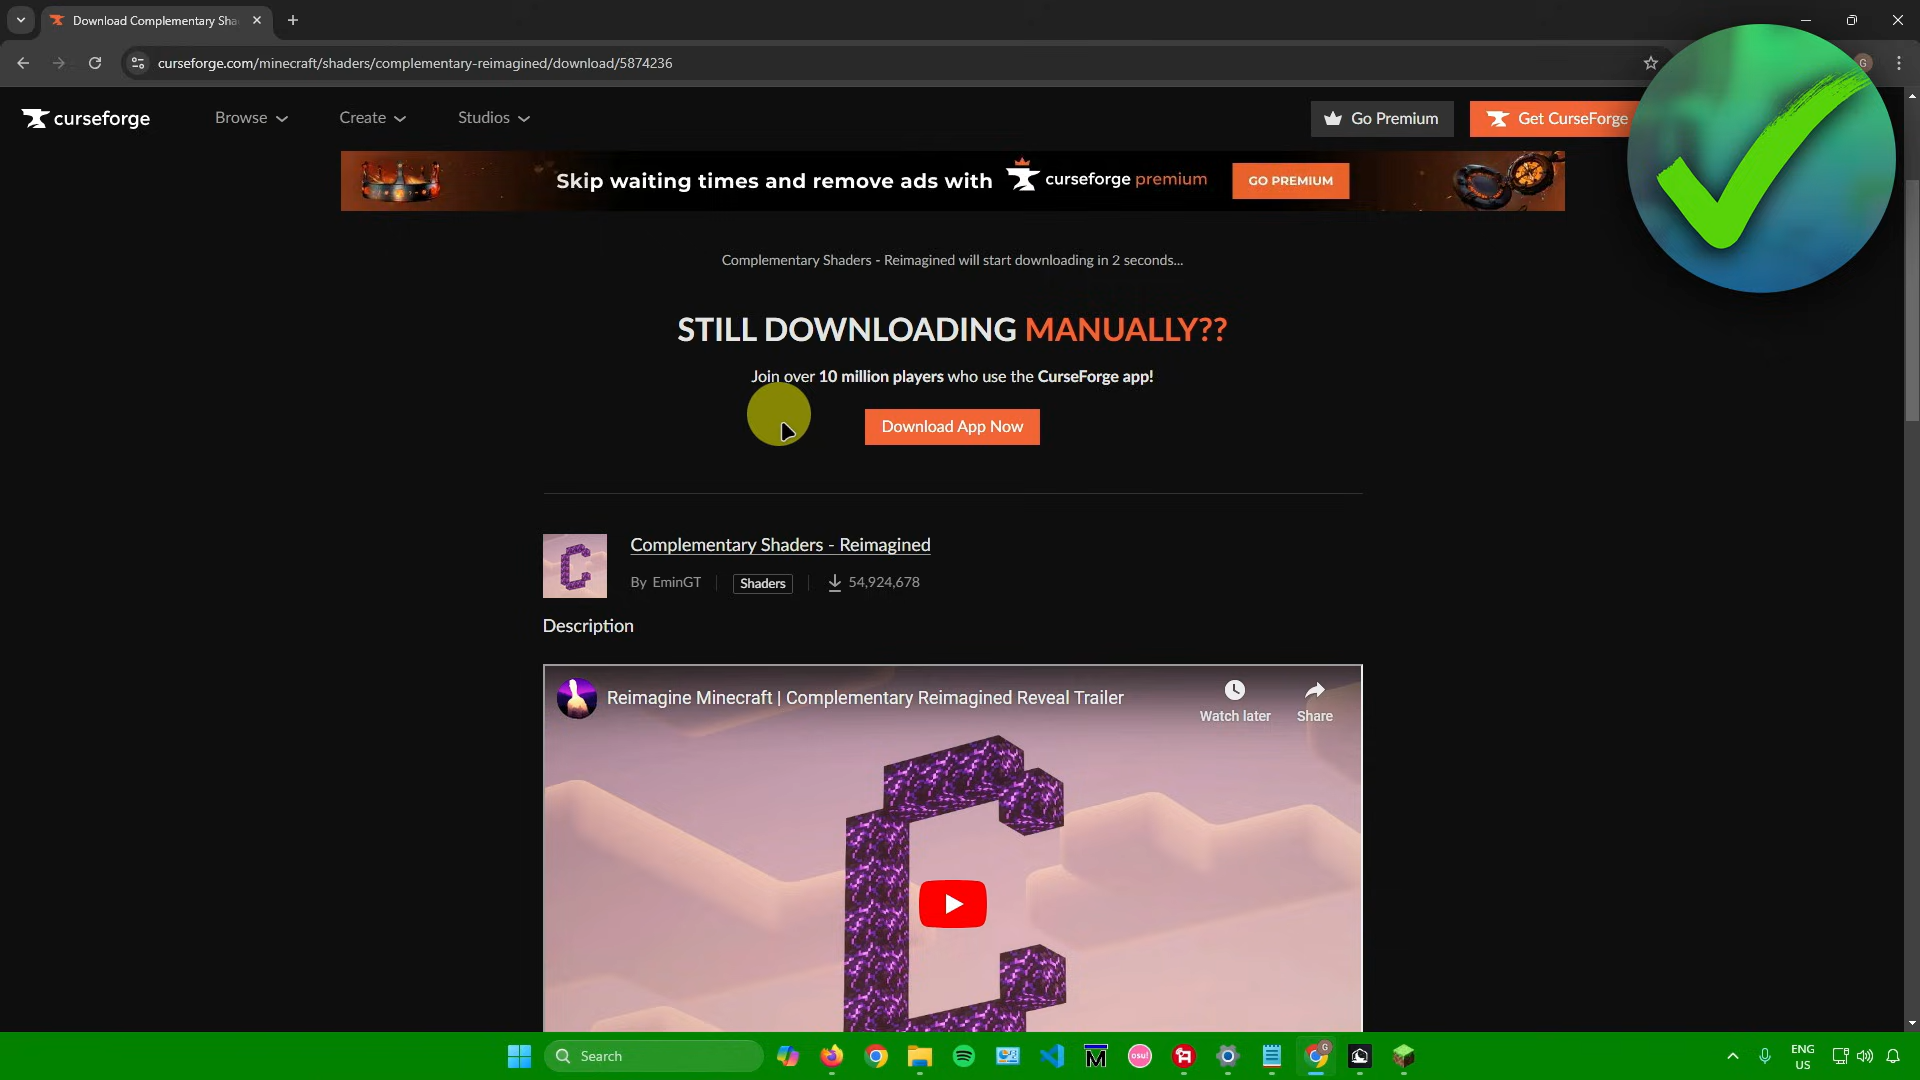 Download Complementary Sha
curseforge.com/minecraft/shaders/complementary-reimagined/download/5874236
G
curseforge
Browse
Create
Studios
Go Premium
Get CurseForge
Skip waiting times and remove ads with curseforge premium
GO PREMIUM
Complementary Shaders - Reimagined will start downloading in 2 seconds...
STILL DOWNLOADING MANUALLY??
Join over 10 million players who use the CurseForge app!
Download App Now
Complementary Shaders - Reimagined
By EminGT
Shaders
54,924,678
Description
Reimagine Minecraft | Complementary Reimagined Reveal Trailer
Watch later
Share
Search
M
osu!
G
ENG
US